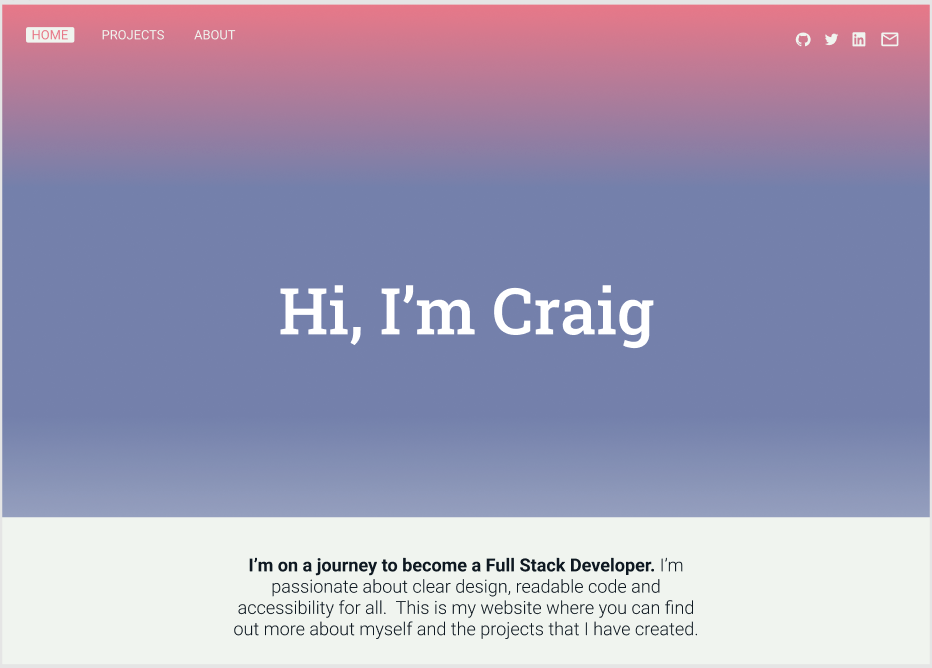 HOME PROJECTS ABOUT
Hi, I’m Craig
I’m on a journey to become a Full Stack Developer. I’m
passionate about clear design, readable code and
accessibility for all.  This is my website where you can find
out more about myself and the projects that I have created.